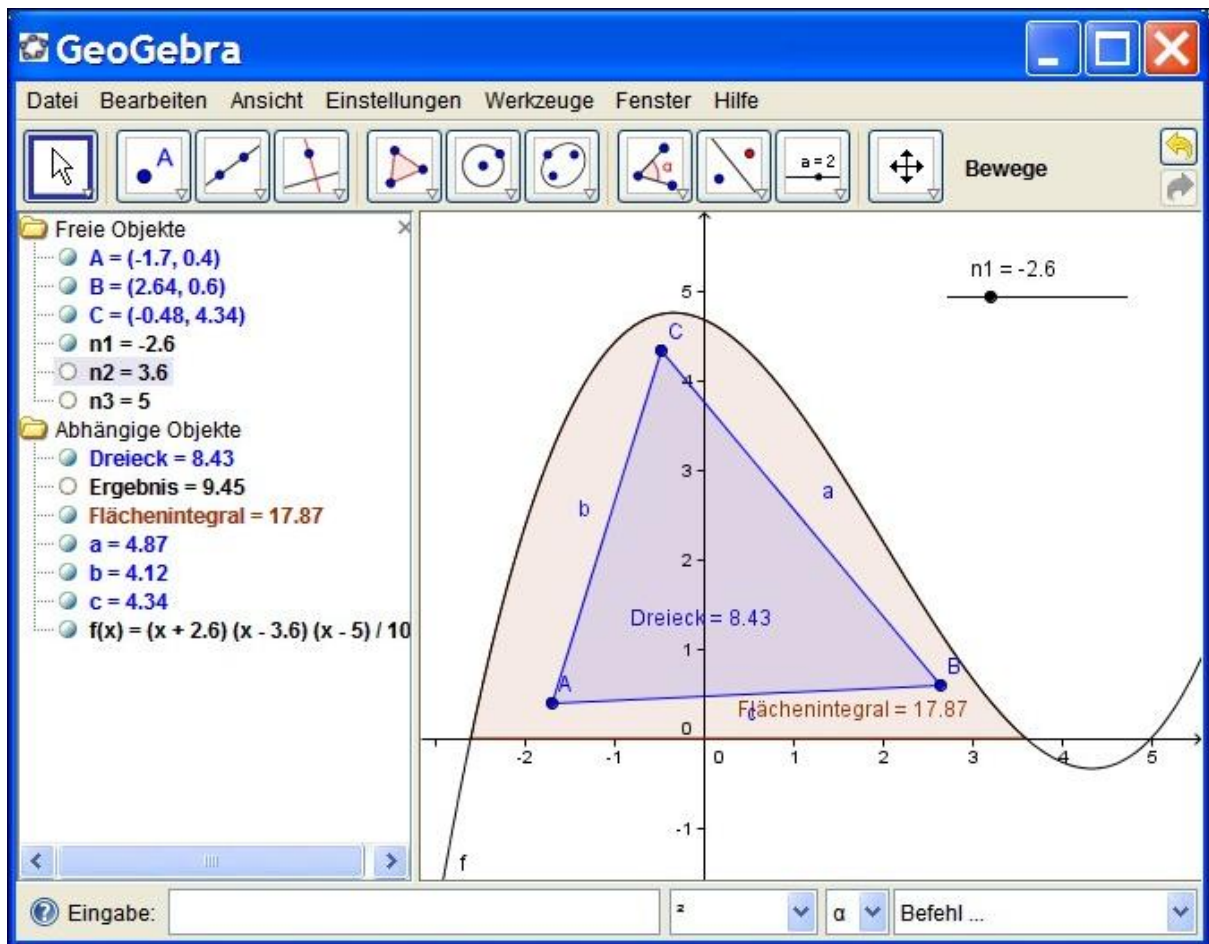 GeoGebra
Datei Bearbeiten Ansicht Einstellungen Werkzeuge Fenster Hilfe
A α a = 2 Bewege
Freie Objekte
A = (-1.7, 0.4)
B = (2.64, 0.6)
C = (-0.48, 4.34)
n1 = -2.6
n2 = 3.6
n3 = 5
Abhängige Objekte
Dreieck = 8.43
Ergebnis = 9.45
Flächenintegral = 17.87
a = 4.87
b = 4.12
c = 4.34
f(x) = (x + 2.6) (x - 3.6) (x - 5) / 10
n1 = -2.6
5
C
4
3
a
b
2
Dreieck = 8.43
1
B
A
Flächenintegral = 17.87
c
0
-2 -1 0 1 2 3 4 5
-1
f
Eingabe: ² α Befehl ...